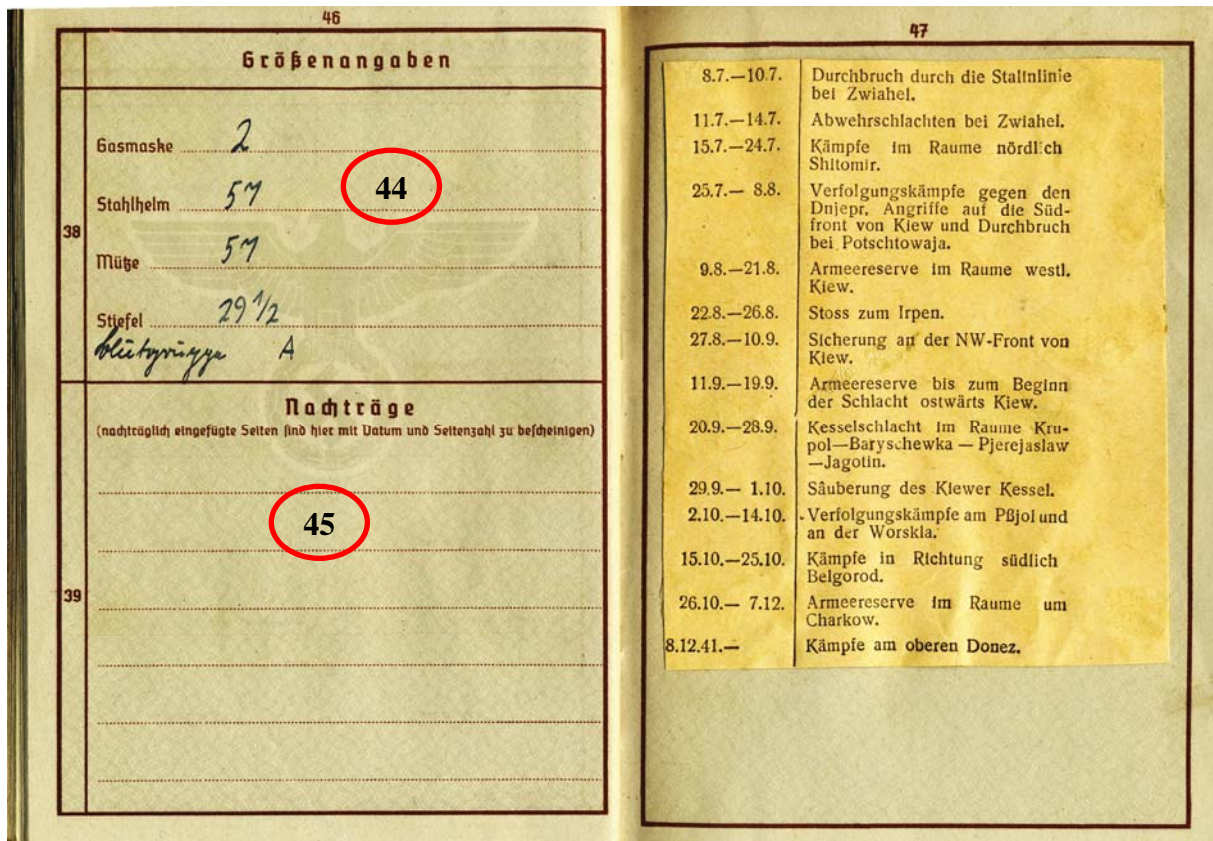 46
Größenangaben
38
Gasmaske 2
44
Stahlhelm 57
Mütze 57
Stiefel 29 1/2
Blutgruppe A
Nachträge
(nachträglich eingefügte Seiten sind hier mit Datum und Seitenzahl zu bescheinigen)
45
39
47
8.7.—10.7. Durchbruch durch die Stalinlinie
bei Zwiahel.
11.7.—14.7. Abwehrschlachten bei Zwiahel.
15.7.—24.7. Kämpfe im Raume nördlich
Shitomir.
25.7.— 8.8. Verfolgungskämpfe gegen den
Dnjepr. Angriffe auf die Süd-
front von Kiew und Durchbruch
bei Potschtowaja.
9.8.—21.8. Armeereserve im Raume westl.
Kiew.
22.8.—26.8. Stoss zum Irpen.
27.8.—10.9. Sicherung an der NW-Front von
Kiew.
11.9.—19.9. Armeereserve bis zum Beginn
der Schlacht ostwärts Kiew.
20.9.—28.9. Kesselschlacht im Raume Kru-
pol—Baryschewka — Pjerejaslaw
—Jagotin.
29.9.— 1.10. Säuberung des Kiewer Kessel.
2.10.—14.10. Verfolgungskämpfe am Pßjol und
an der Worskla.
15.10.—25.10. Kämpfe in Richtung südlich
Belgorod.
26.10.— 7.12. Armeereserve im Raume um
Charkow.
8.12.41.— Kämpfe am oberen Donez.